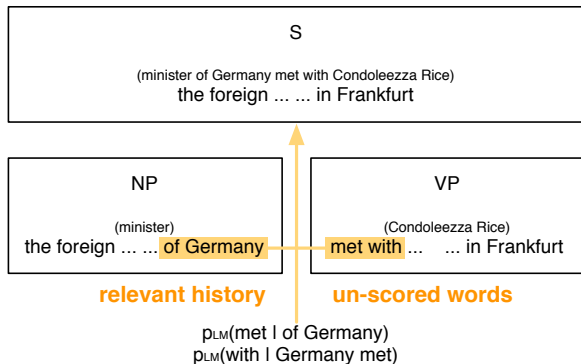 S
(minister of Germany met with Condoleezza Rice)
the foreign ... ... in Frankfurt
NP
(minister)
the foreign ... ... of Germany
VP
(Condoleezza Rice)
met with ... ... in Frankfurt
relevant history
un-scored words
pLM(met | of Germany)
pLM(with | Germany met)